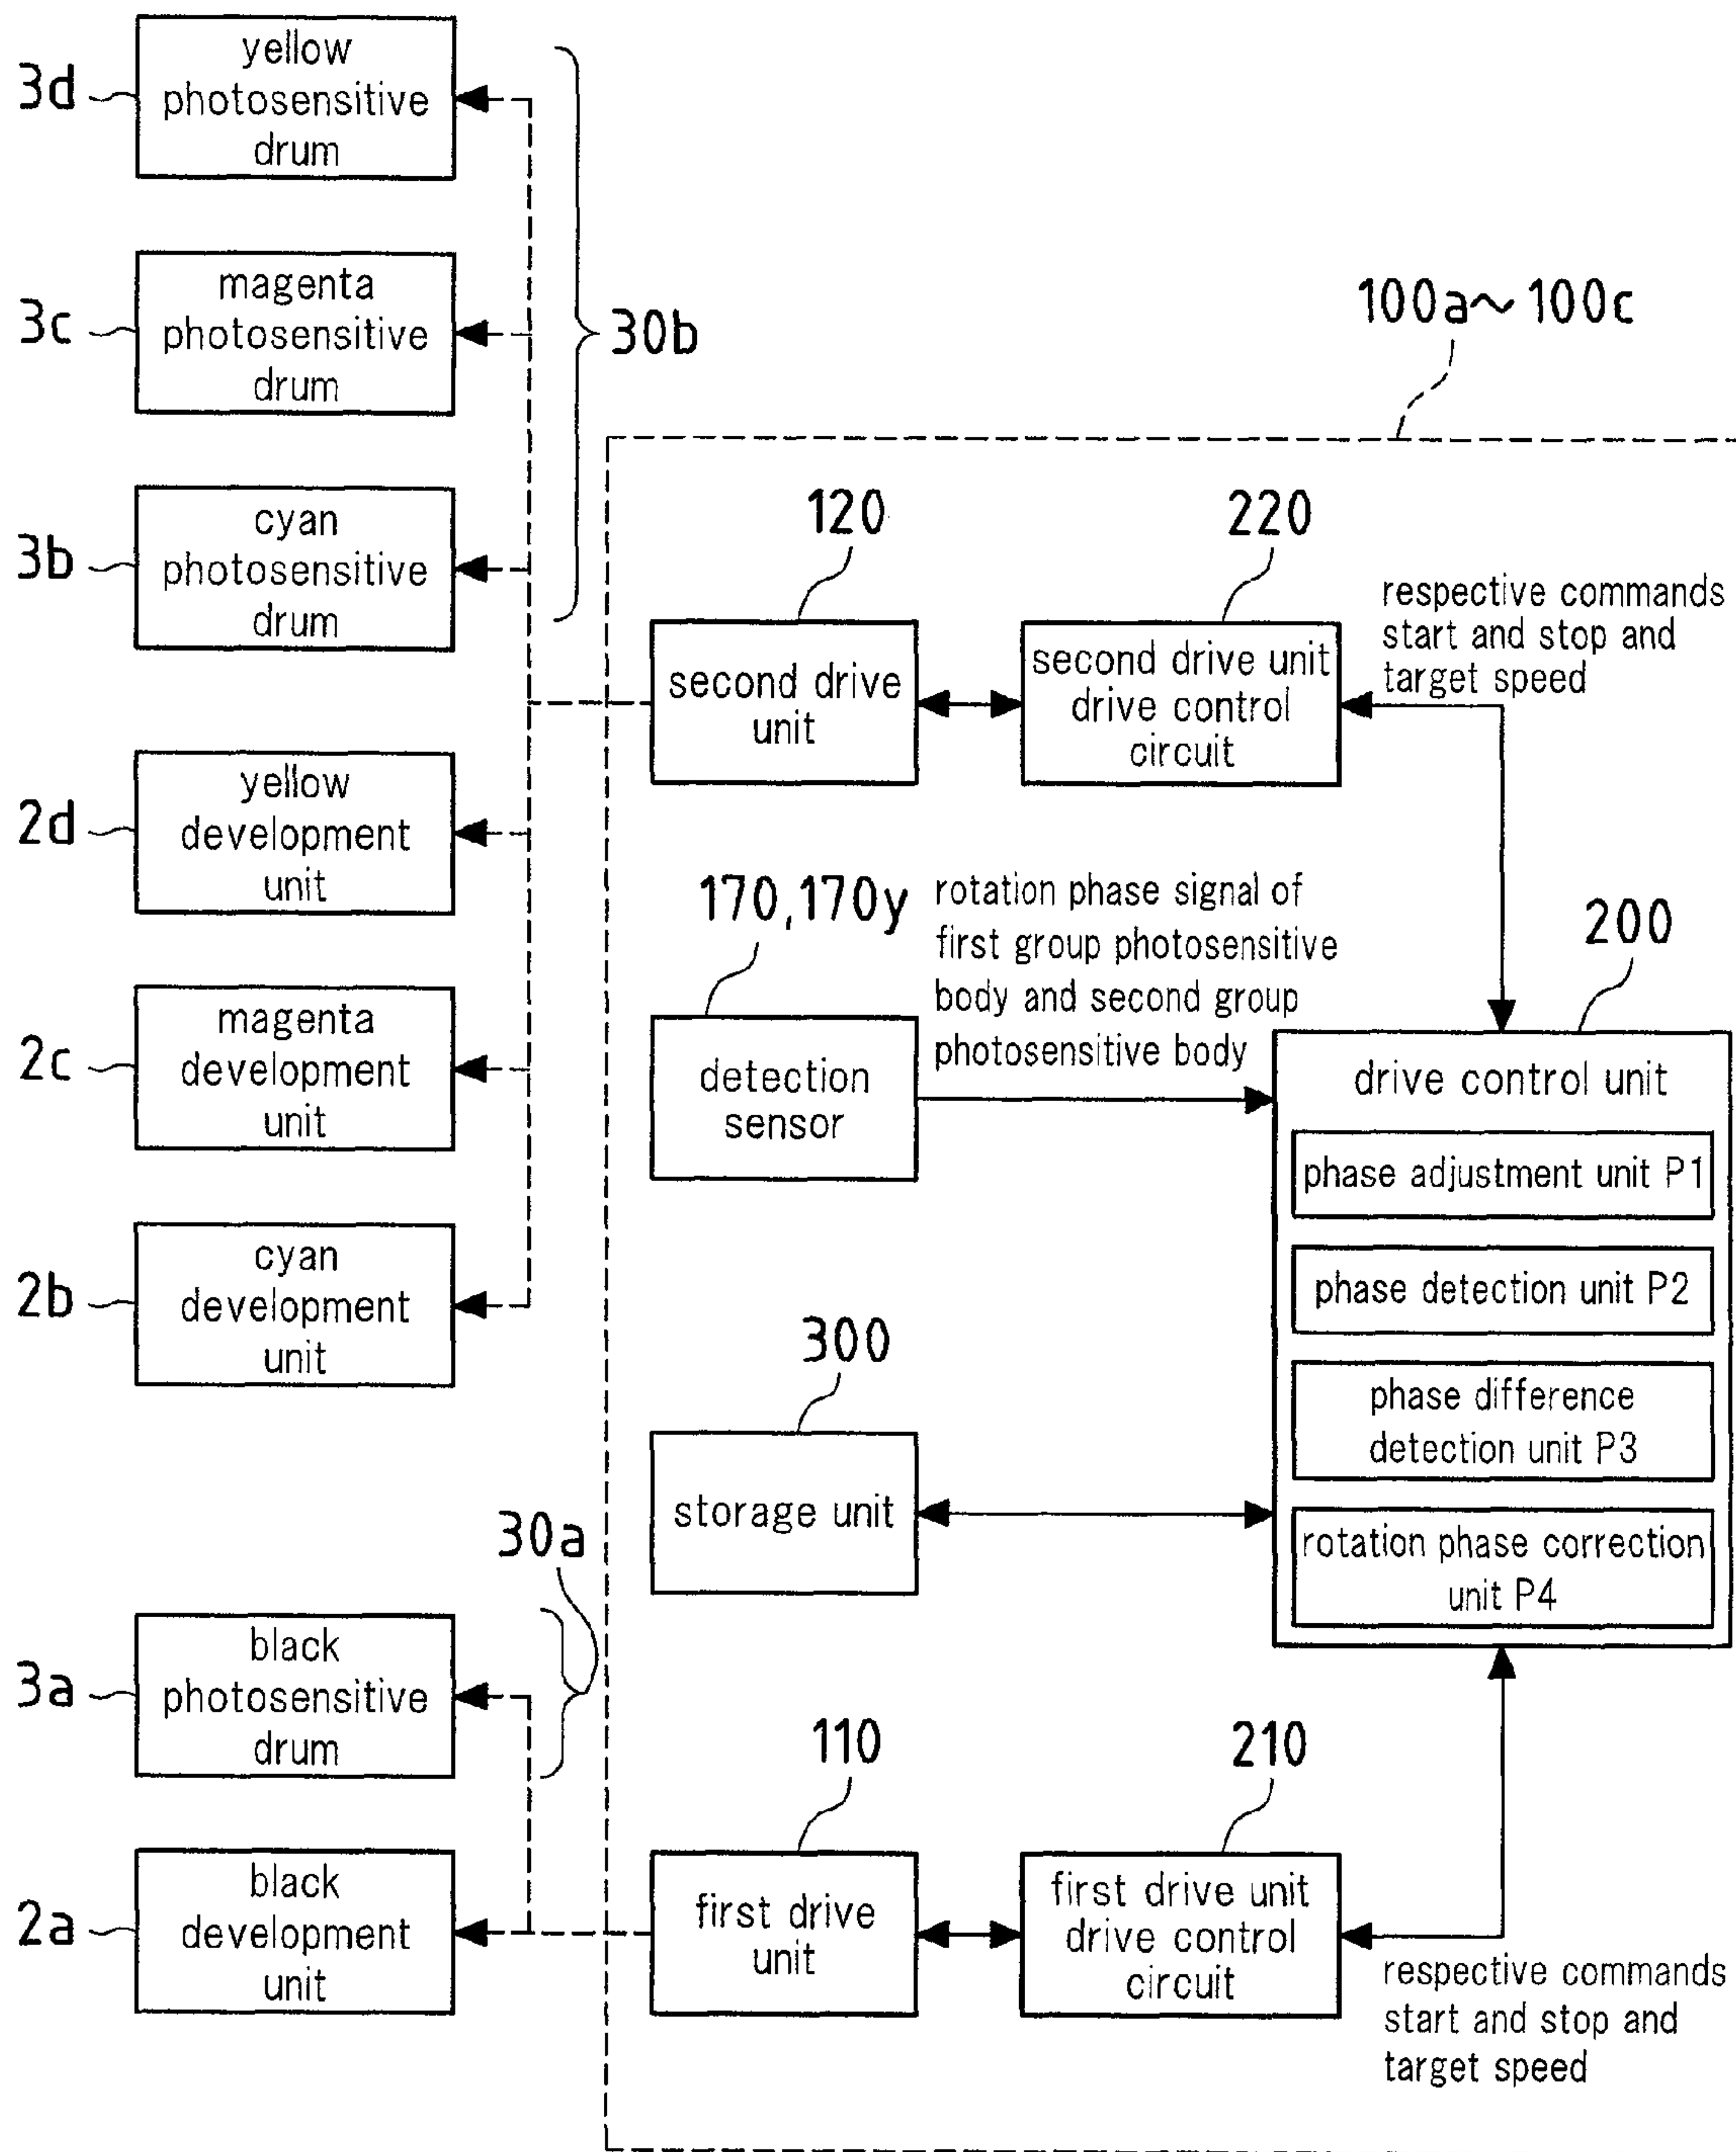 3d
yellow
photosensitive
drum
3c
magenta
photosensitive
drum
30b
100a~100c
3b
cyan
photosensitive
drum
120
220
second drive
unit
second drive unit
drive control
circuit
respective commands
start and stop and
target speed
2d
yellow
development
unit
170,170y
rotation phase signal of
first group photosensitive
body and second group
photosensitive body
200
2c
magenta
development
unit
detection
sensor
drive control unit
phase adjustment unit P1
phase detection unit P2
phase difference
detection unit P3
rotation phase correction
unit P4
2b
cyan
development
unit
300
storage unit
30a
3a
black
photosensitive
drum
110
210
2a
black
development
unit
first drive
unit
first drive unit
drive control
circuit
respective commands
start and stop and
target speed